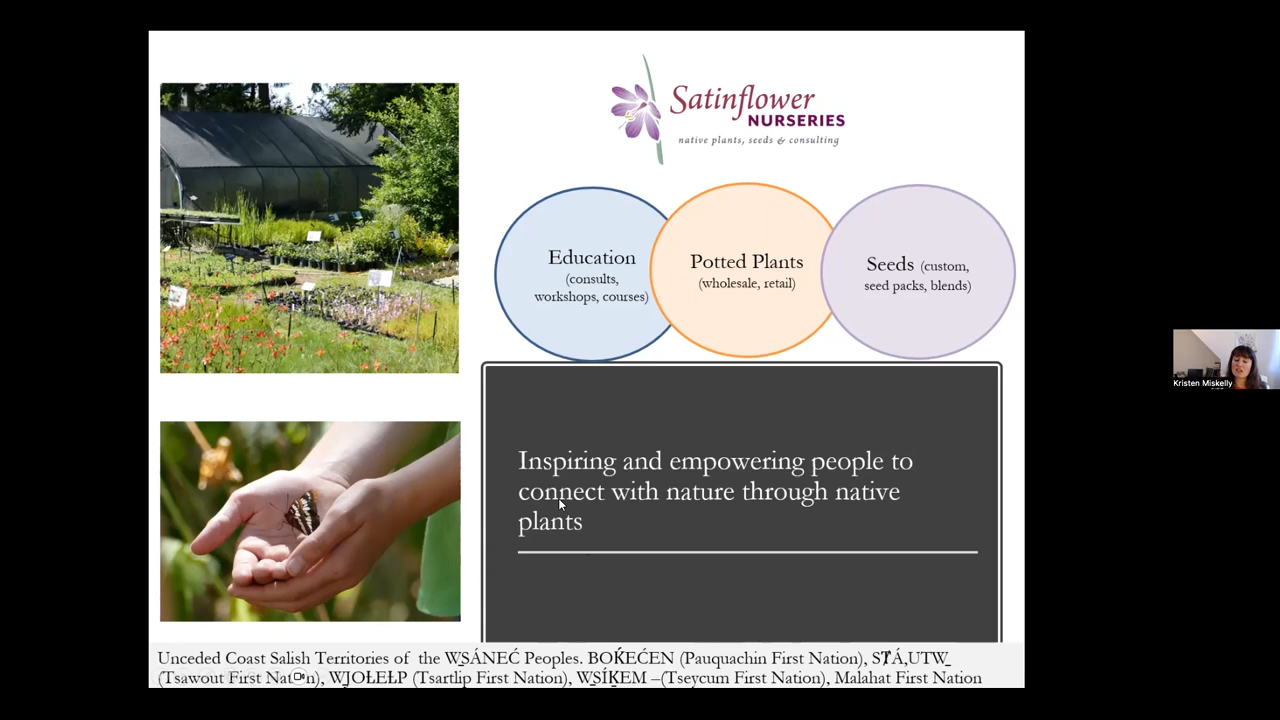 Satinflower
NURSERIES
native plants, seeds & consulting
Education
(consults,
workshops, courses)
Potted Plants
(wholesale, retail)
Seeds (custom,
seed packs, blends)
Inspiring and empowering people to
connect with nature through native
plants
Unceded Coast Salish Territories of the W̱SÁNEĆ Peoples. BOḰEĆEN (Pauquachin First Nation), SȾÁ,UTW̱
(Tsawout First Nation), W̱JOȽEȽP (Tsartlip First Nation), W̱SÍḴEM –(Tseycum First Nation), Malahat First Nation
Kristen Miskelly